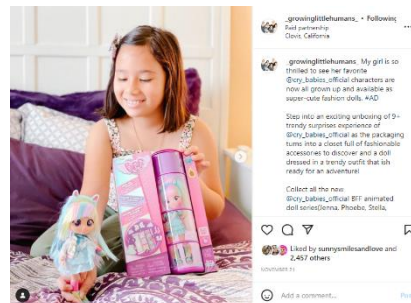 _growinglittlehumans_ • Following
Paid partnership
Clovis, California
_growinglittlehumans_ My girl is so
thrilled to see her favorite
@cry_babies_official characters are
now all grown up and available as
super-cute fashion dolls. #AD
Step into an exciting unboxing of 9+
trendy surprises experience of
@cry_babies_official as the packaging
turns into a closet full of fashionable
accessories to discover and a doll
dressed in a trendy outfit that ish
ready for an adventure!
Collect all the new
@cry_babies_official BFF animated
doll series(Jenna, Phoebe, Stella,
Liked by sunnysmilesandlove and
2,457 others
Add a comment...
Post